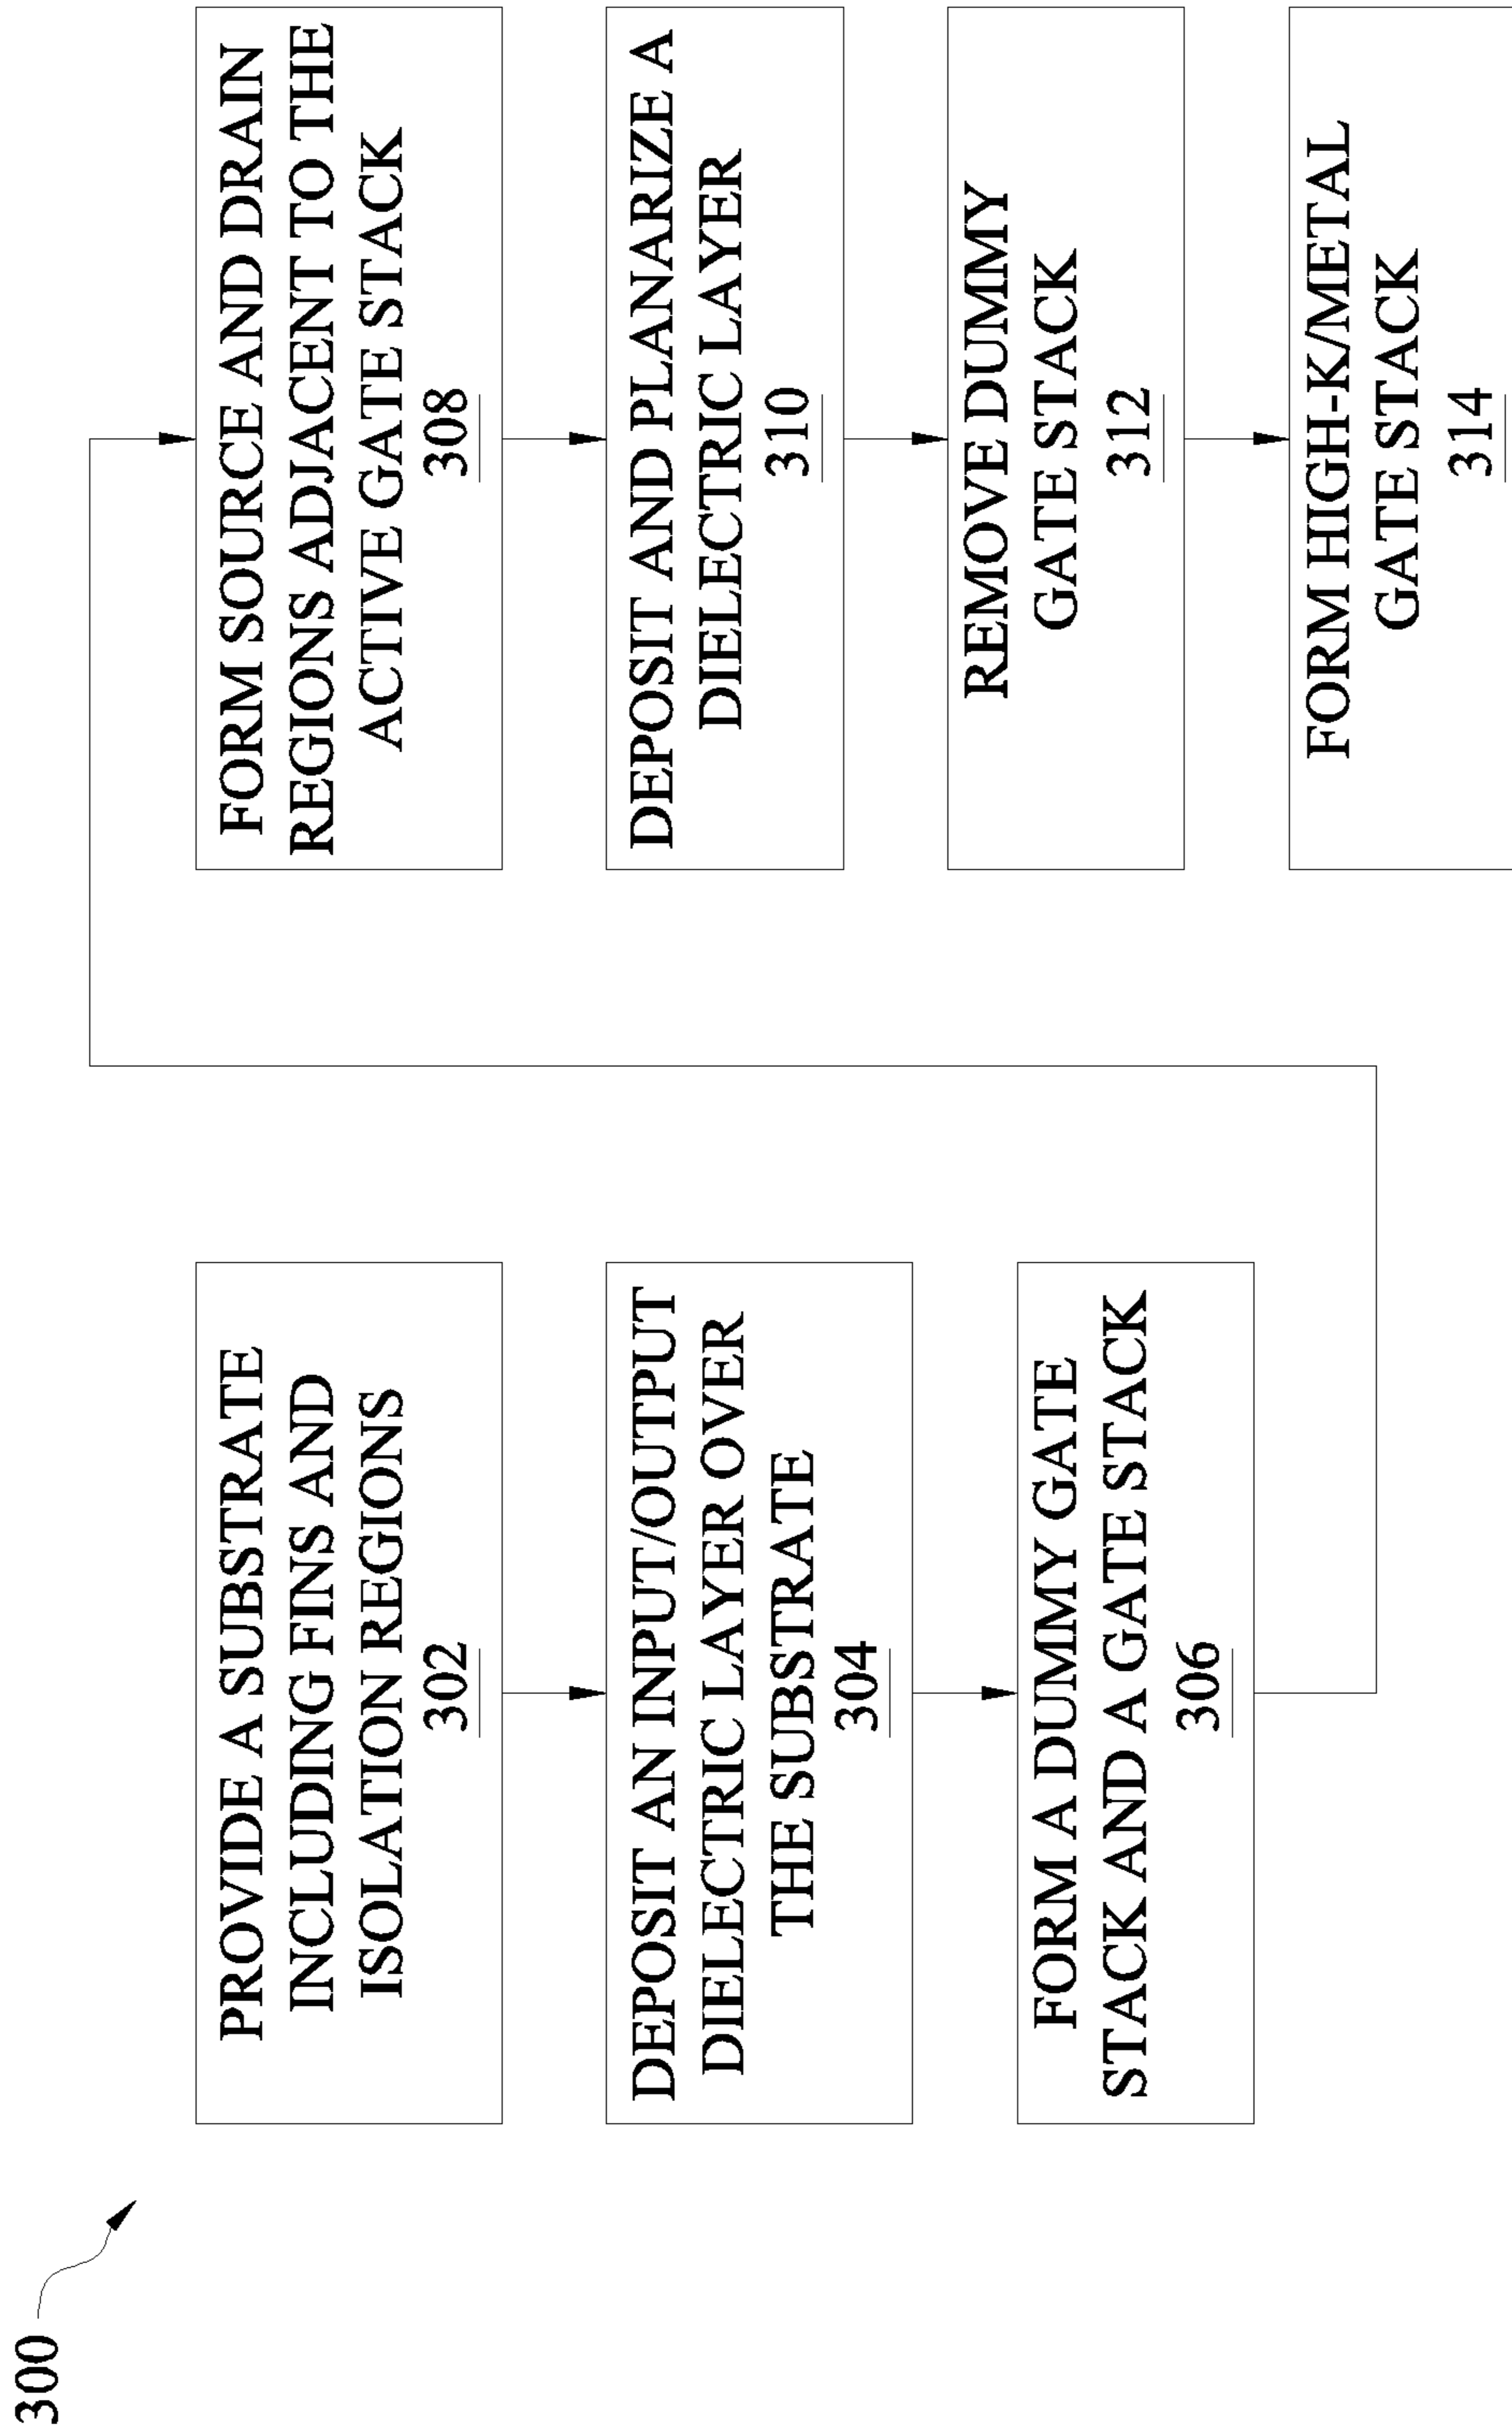 300
PROVIDE A SUBSTRATE
INCLUDING FINS AND
ISOLATION REGIONS
302
DEPOSIT AN INPUT/OUTPUT
DIELECTRIC LAYER OVER
THE SUBSTRATE
304
FORM A DUMMY GATE
STACK AND A GATE STACK
306
FORM SOURCE AND DRAIN
REGIONS ADJACENT TO THE
ACTIVE GATE STACK
308
DEPOSIT AND PLANARIZE A
DIELECTRIC LAYER
310
REMOVE DUMMY
GATE STACK
312
FORM HIGH-K/METAL
GATE STACK
314